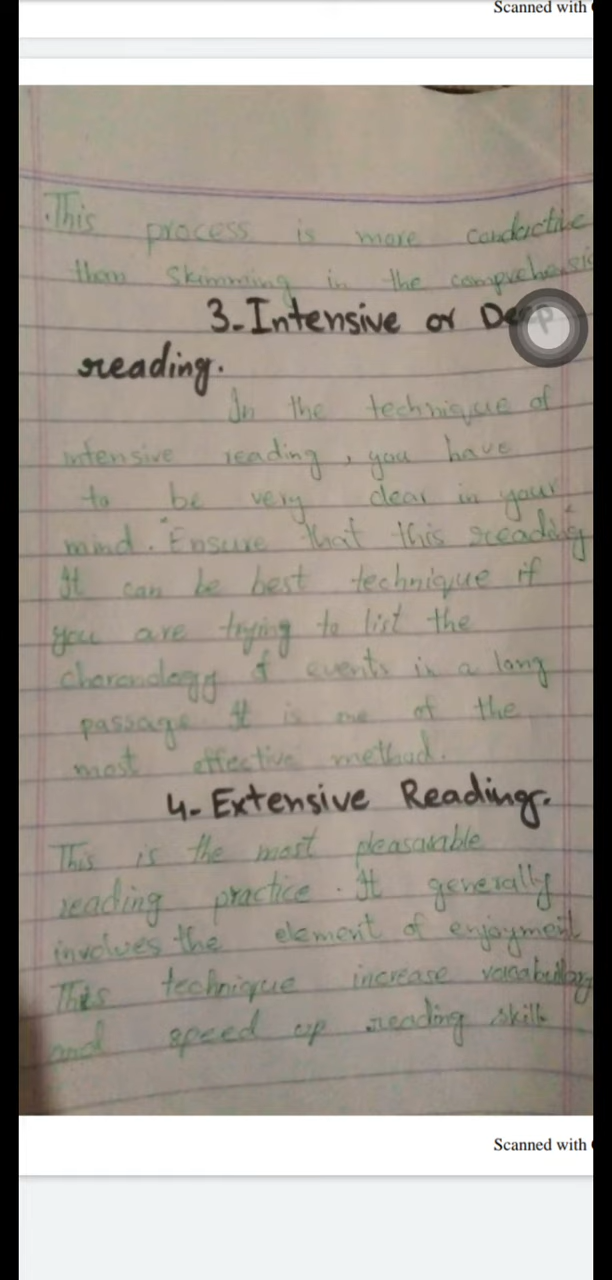 Scanned with
.This process is more conductive
than skimming in the
3-Intensive or Deep
reading.
In the technique of
intensive reading, you have
to be very clear in your
mind. Ensure that this reading
It can be best technique if
you are trying to list the
charondogy of events in a long
passage It is one of the
most effective method.
4- Extensive Reading.
This is the most pleasurable
reading practice. It generally
involves the element of enjoyment
This technique increase
and speed up reading skill
Scanned with